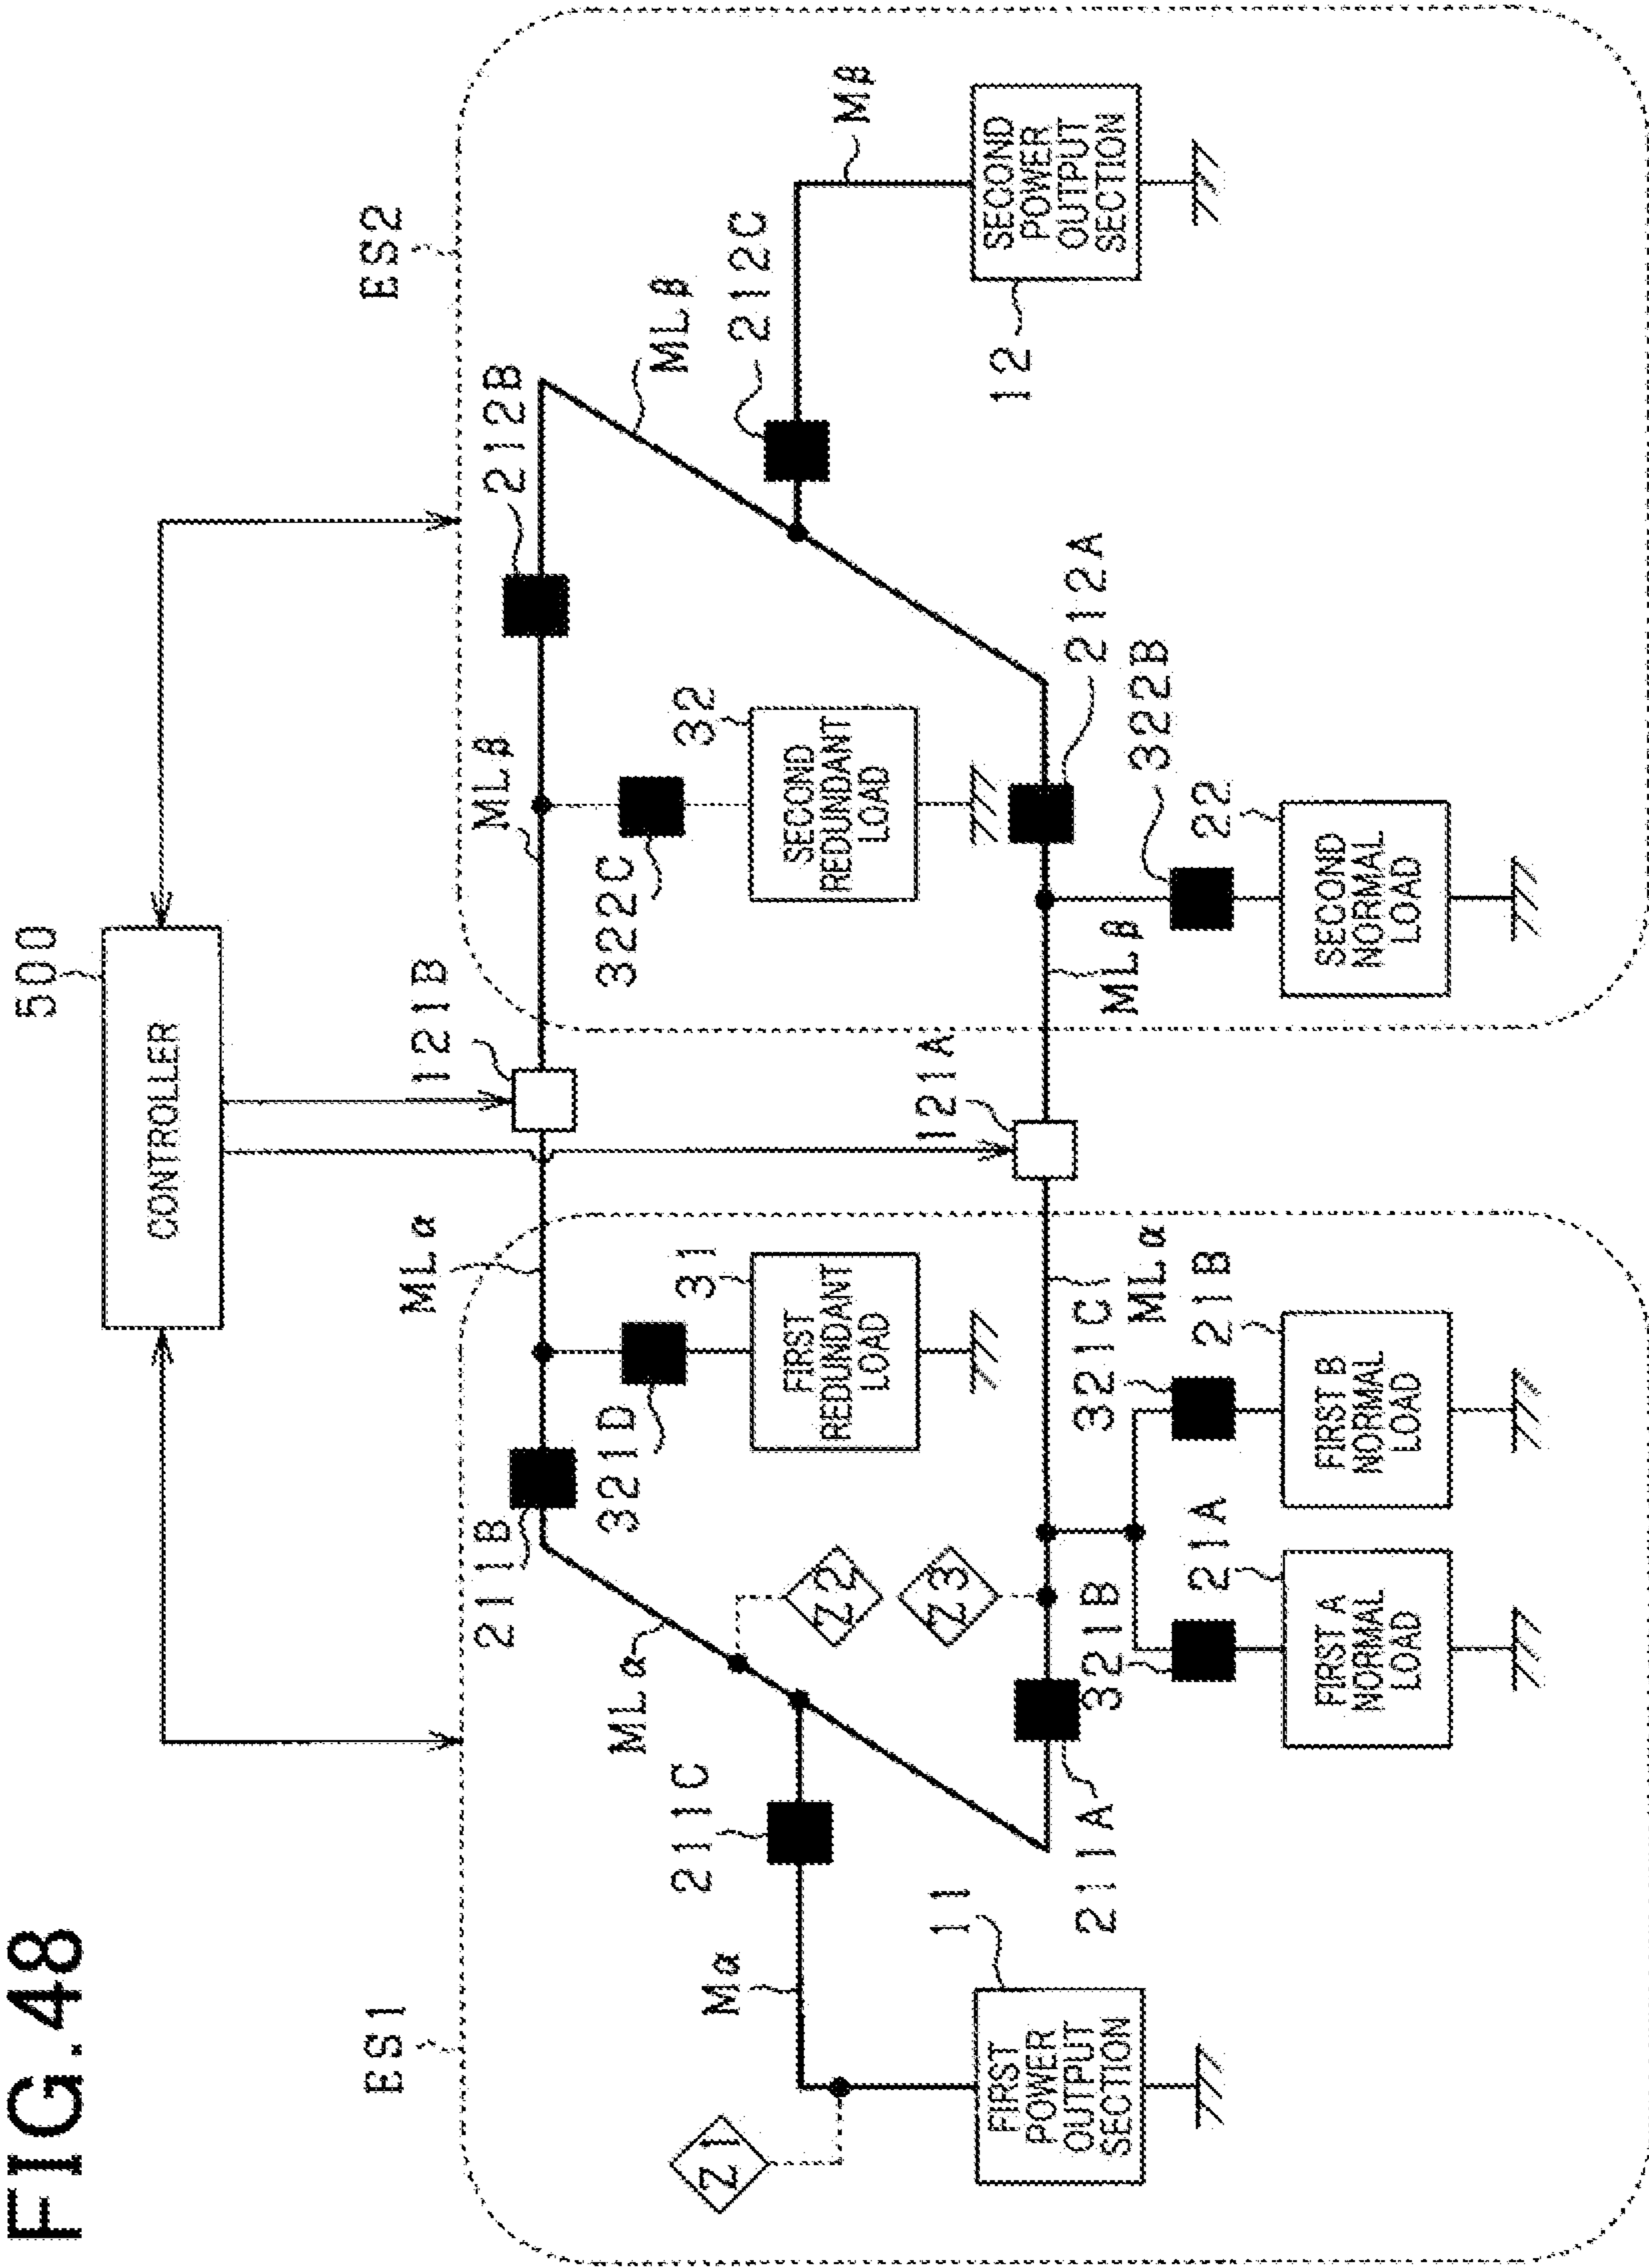 FIG.48
500
CONTROLLER
ES1
ES2
121B
MLα
MLβ
211B
212B
321D
31
FIRST
REDUNDANT
LOAD
322C
32
SECOND
REDUNDANT
LOAD
MLα
MLβ
Z1
Mα
211C
Z2
212C
Mβ
Z3
121A
11
FIRST
POWER
OUTPUT
SECTION
12
SECOND
POWER
OUTPUT
SECTION
211A
321B
321C
MLα
MLβ
212A
322B
21A
FIRST A
NORMAL
LOAD
21B
FIRST B
NORMAL
LOAD
22
SECOND
NORMAL
LOAD